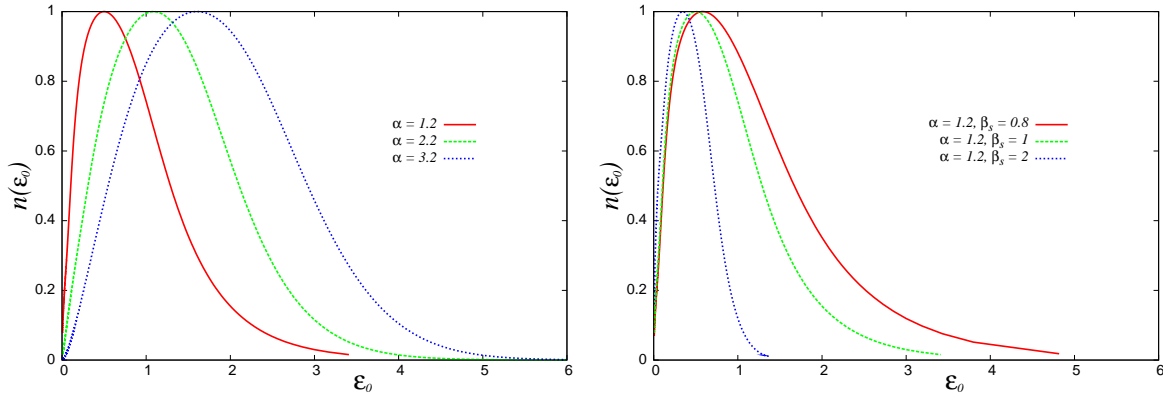 1
0.8
0.6
0.4
0.2
0
0 1 2 3 4 5 6
n(ε₀)
ε₀
α = 1.2
α = 2.2
α = 3.2
1
0.8
0.6
0.4
0.2
0
0 1 2 3 4 5 6
n(ε₀)
ε₀
α = 1.2, βₛ = 0.8
α = 1.2, βₛ = 1
α = 1.2, βₛ = 2